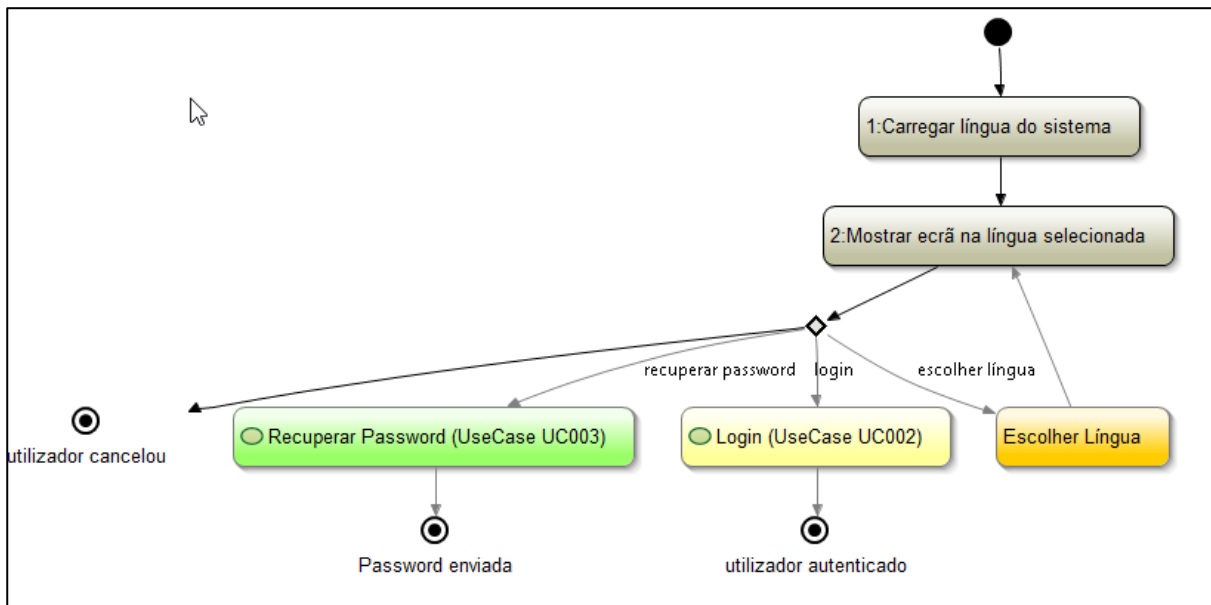 1:Carregar língua do sistema
2:Mostrar ecrã na língua selecionada
recuperar password
login
escolher língua
Recuperar Password (UseCase UC003)
Login (UseCase UC002)
Escolher Língua
utilizador cancelou
Password enviada
utilizador autenticado